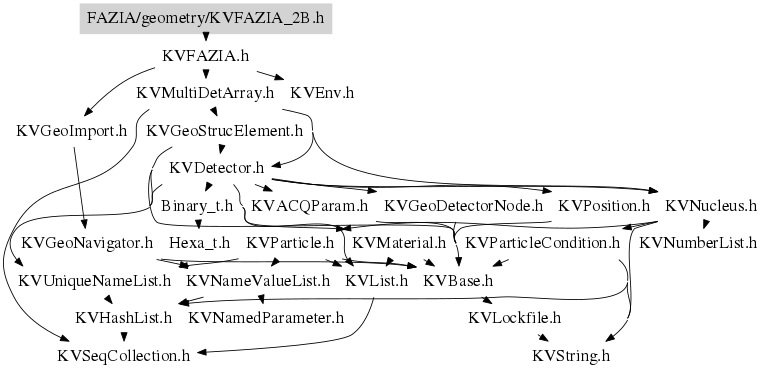 FAZIA/geometry/KVFAZIA_2B.h
KVFAZIA.h
KVMultiDetArray.h
KVEnv.h
KVGeoImport.h
KVGeoStrucElement.h
KVDetector.h
Binary_t.h
KVACQParam.h
KVGeoDetectorNode.h
KVPosition.h
KVNucleus.h
KVGeoNavigator.h
Hexa_t.h
KVParticle.h
KVMaterial.h
KVParticleCondition.h
KVNumberList.h
KVUniqueNameList.h
KVNameValueList.h
KVList.h
KVBase.h
KVHashList.h
KVNamedParameter.h
KVLockfile.h
KVSeqCollection.h
KVString.h